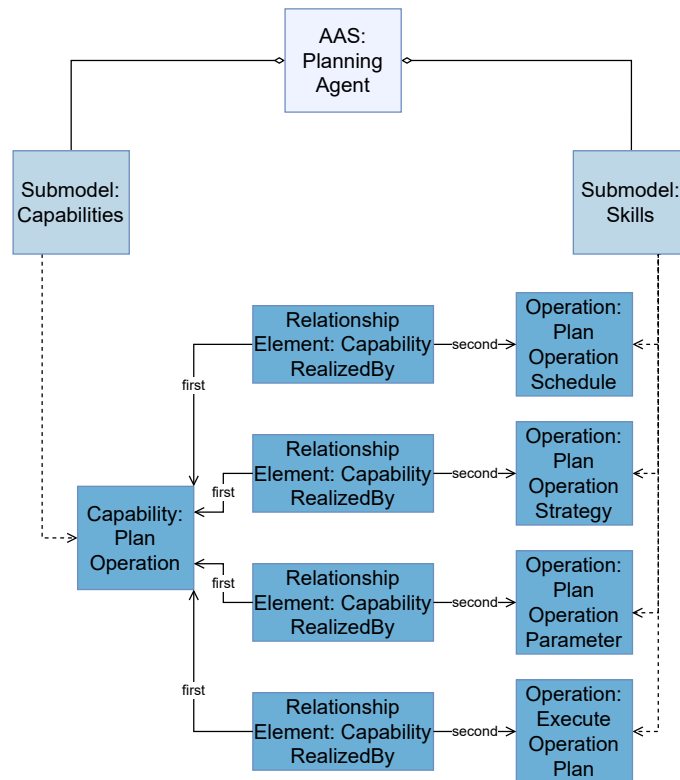 AAS:
Planning
Agent
Submodel:
Capabilities
Submodel:
Skills
Relationship
Element: Capability
RealizedBy
second
Operation:
Plan
Operation
Schedule
first
Relationship
Element: Capability
RealizedBy
second
Operation:
Plan
Operation
Strategy
first
Capability:
Plan
Operation
Relationship
Element: Capability
RealizedBy
second
Operation:
Plan
Operation
Parameter
first
Relationship
Element: Capability
RealizedBy
second
Operation:
Execute
Operation
Plan
first